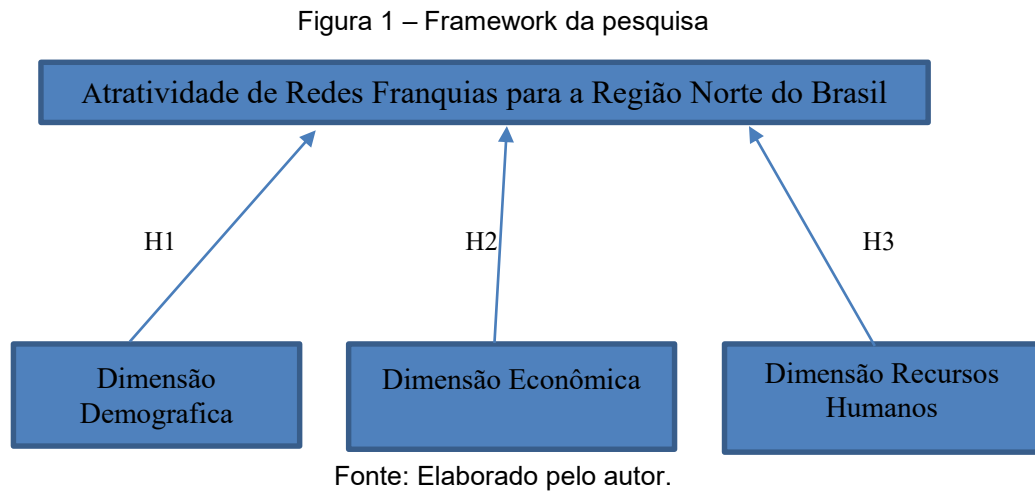 Figura 1 – Framework da pesquisa
Atratividade de Redes Franquias para a Região Norte do Brasil
H1
H2
H3
Dimensão
Demografica
Dimensão Econômica
Dimensão Recursos
Humanos
Fonte: Elaborado pelo autor.